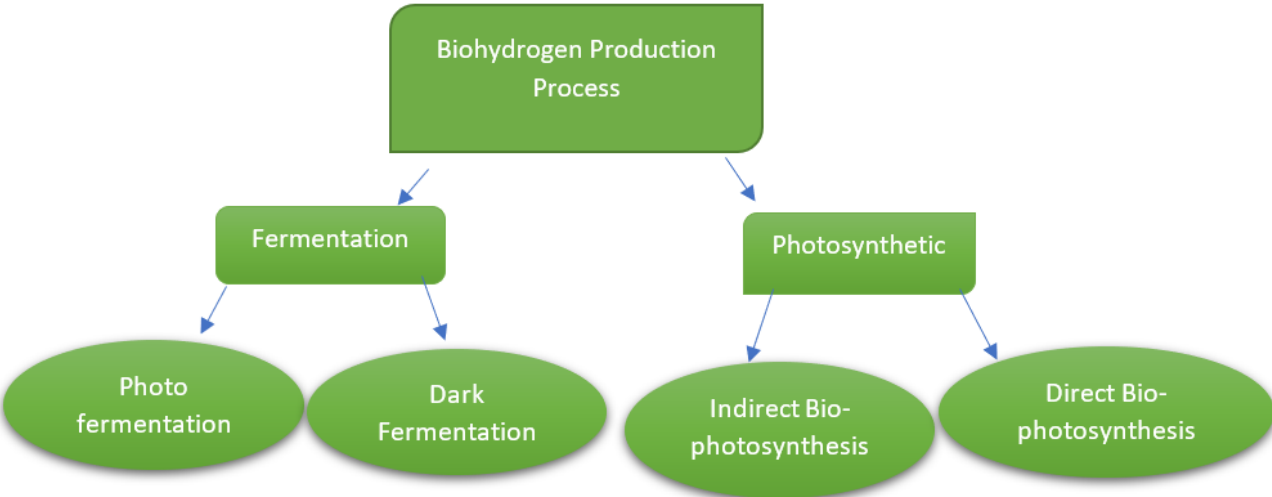 Biohydrogen Production
Process
Fermentation
Photosynthetic
Photo
fermentation
Dark
Fermentation
Indirect Bio-
photosynthesis
Direct Bio-
photosynthesis